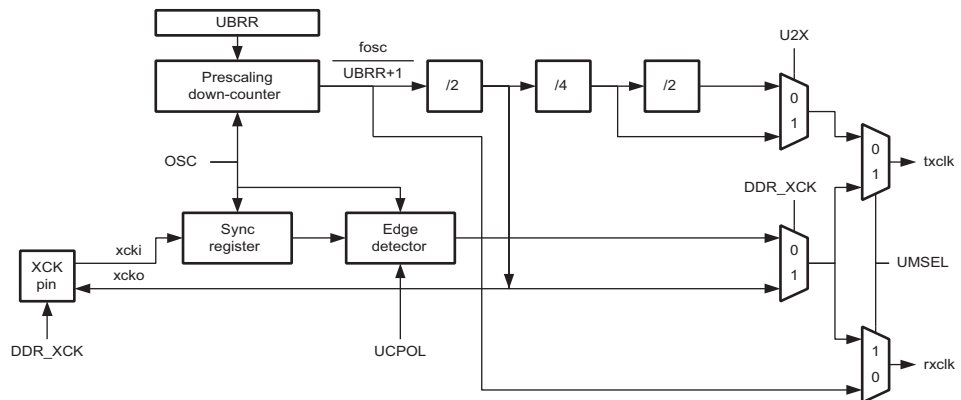 UBRR
U2X
fosc
UBRR+1
Prescaling
down-counter
/2
/4
/2
0
1
OSC
0
1
txclk
DDR_XCK
Sync
register
Edge
detector
xcki
0
1
XCK
pin
xcko
UMSEL
DDR_XCK
UCPOL
1
0
rxclk